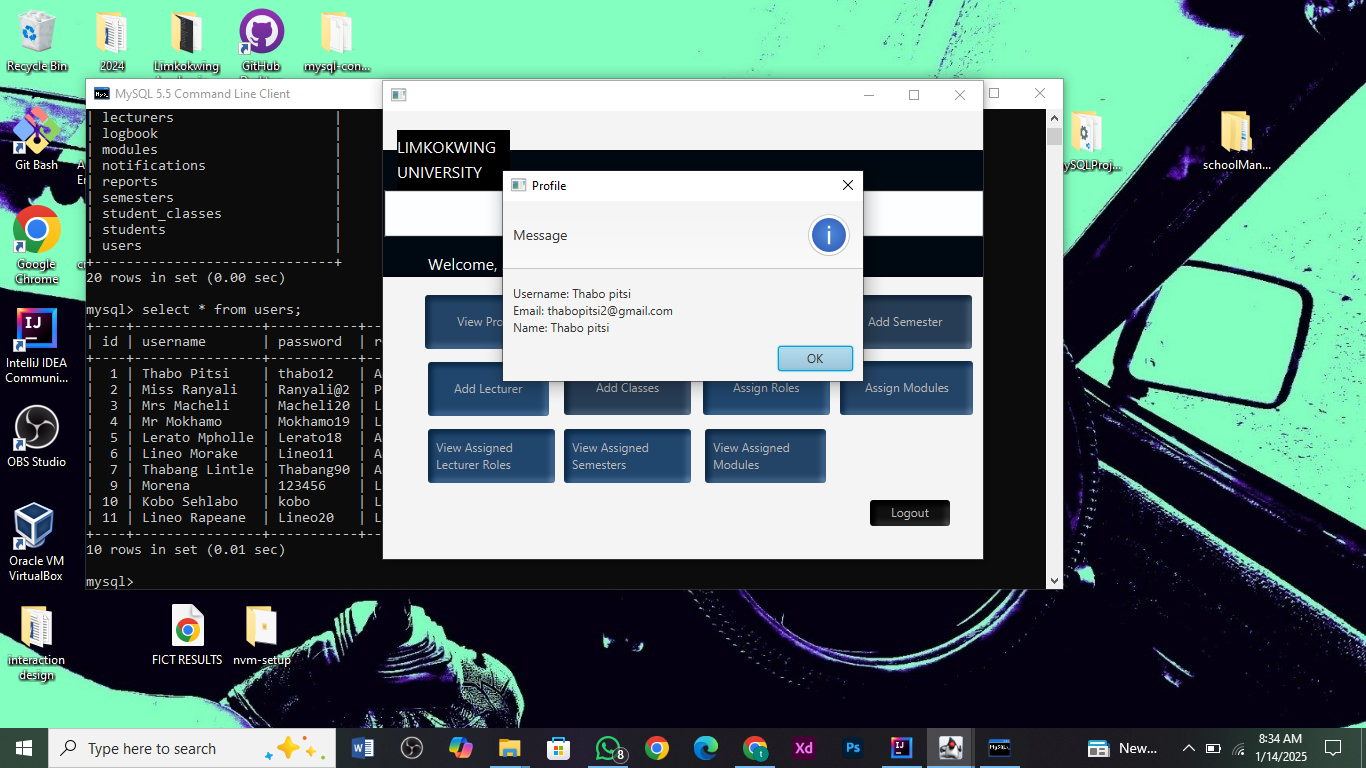 Recycle Bin
2024
Limkokwing
GitHub
mysql-con...
Git Bash
Google
Chrome
IntelliJ IDEA
Communi...
OBS Studio
Oracle VM
VirtualBox
interaction
design
FICT RESULTS
nvm-setup
ySQLProj...
schoolMan...
MySQL 5.5 Command Line Client
| lecturers |
| logbook |
| modules |
| notifications |
| reports |
| semesters |
| student_classes |
| students |
| users |
+------------------------------+
20 rows in set (0.00 sec)
mysql> select * from users;
+----+----------------+-----------+--
| id | username | password | r
+----+----------------+-----------+--
| 1 | Thabo Pitsi | thabo12 | A
| 2 | Miss Ranyali | Ranyali@2 | P
| 3 | Mrs Macheli | Macheli20 | L
| 4 | Mr Mokhamo | Mokhamo19 | L
| 5 | Lerato Mpholle | Lerato18 | A
| 6 | Lineo Morake | Lineo11 | A
| 7 | Thabang Lintle | Thabang90 | A
| 9 | Morena | 123456 | L
| 10 | Kobo Sehlabo | kobo | L
| 11 | Lineo Rapeane | Lineo20 | L
+----+----------------+-----------+--
10 rows in set (0.01 sec)
mysql>
LIMKOKWING
UNIVERSITY
Welcome,
Profile
Message
i
Username: Thabo pitsi
Email: thabopitsi2@gmail.com
Name: Thabo pitsi
OK
View Pro
Add Semester
Add Lecturer
Add Classes
Assign Roles
Assign Modules
View Assigned
Lecturer Roles
View Assigned
Semesters
View Assigned
Modules
Logout
Type here to search
8
t
Xd
Ps
New...
8:34 AM
1/14/2025